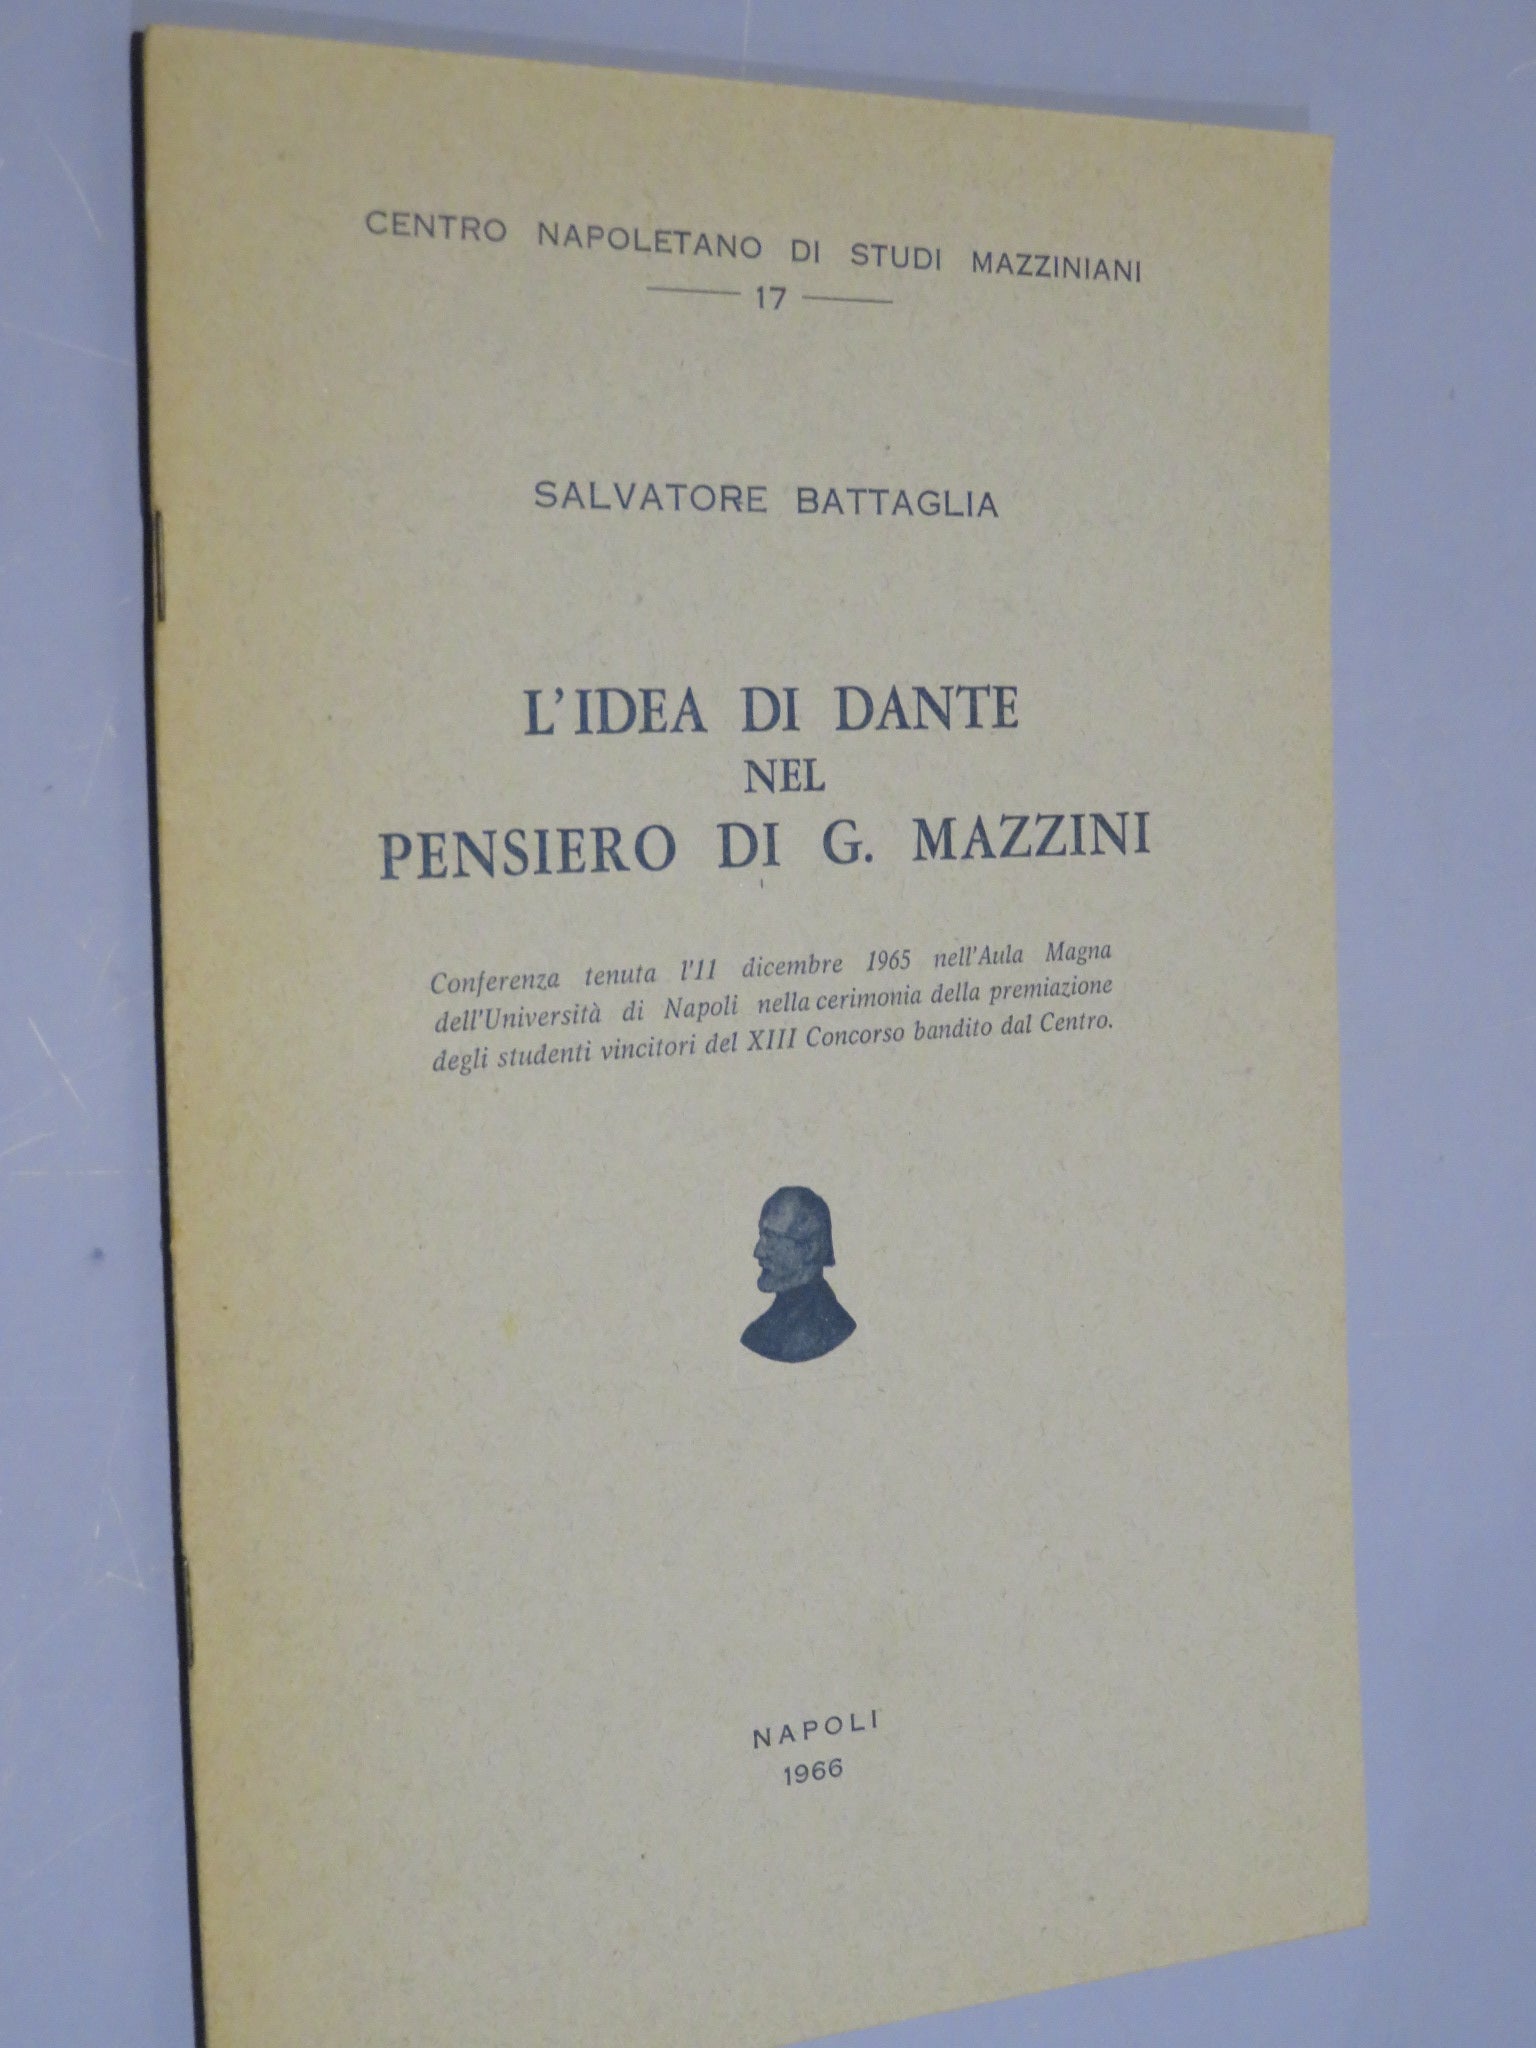 CENTRO NAPOLETANO DI STUDI MAZZINIANI
17
SALVATORE BATTAGLIA
L'IDEA DI DANTE
NEL
PENSIERO DI G. MAZZINI
Conferenza tenuta l'11 dicembre 1965 nell'Aula Magna
dell'Università di Napoli nella cerimonia della premiazione
degli studenti vincitori del XIII Concorso bandito dal Centro.
NAPOLI
1966